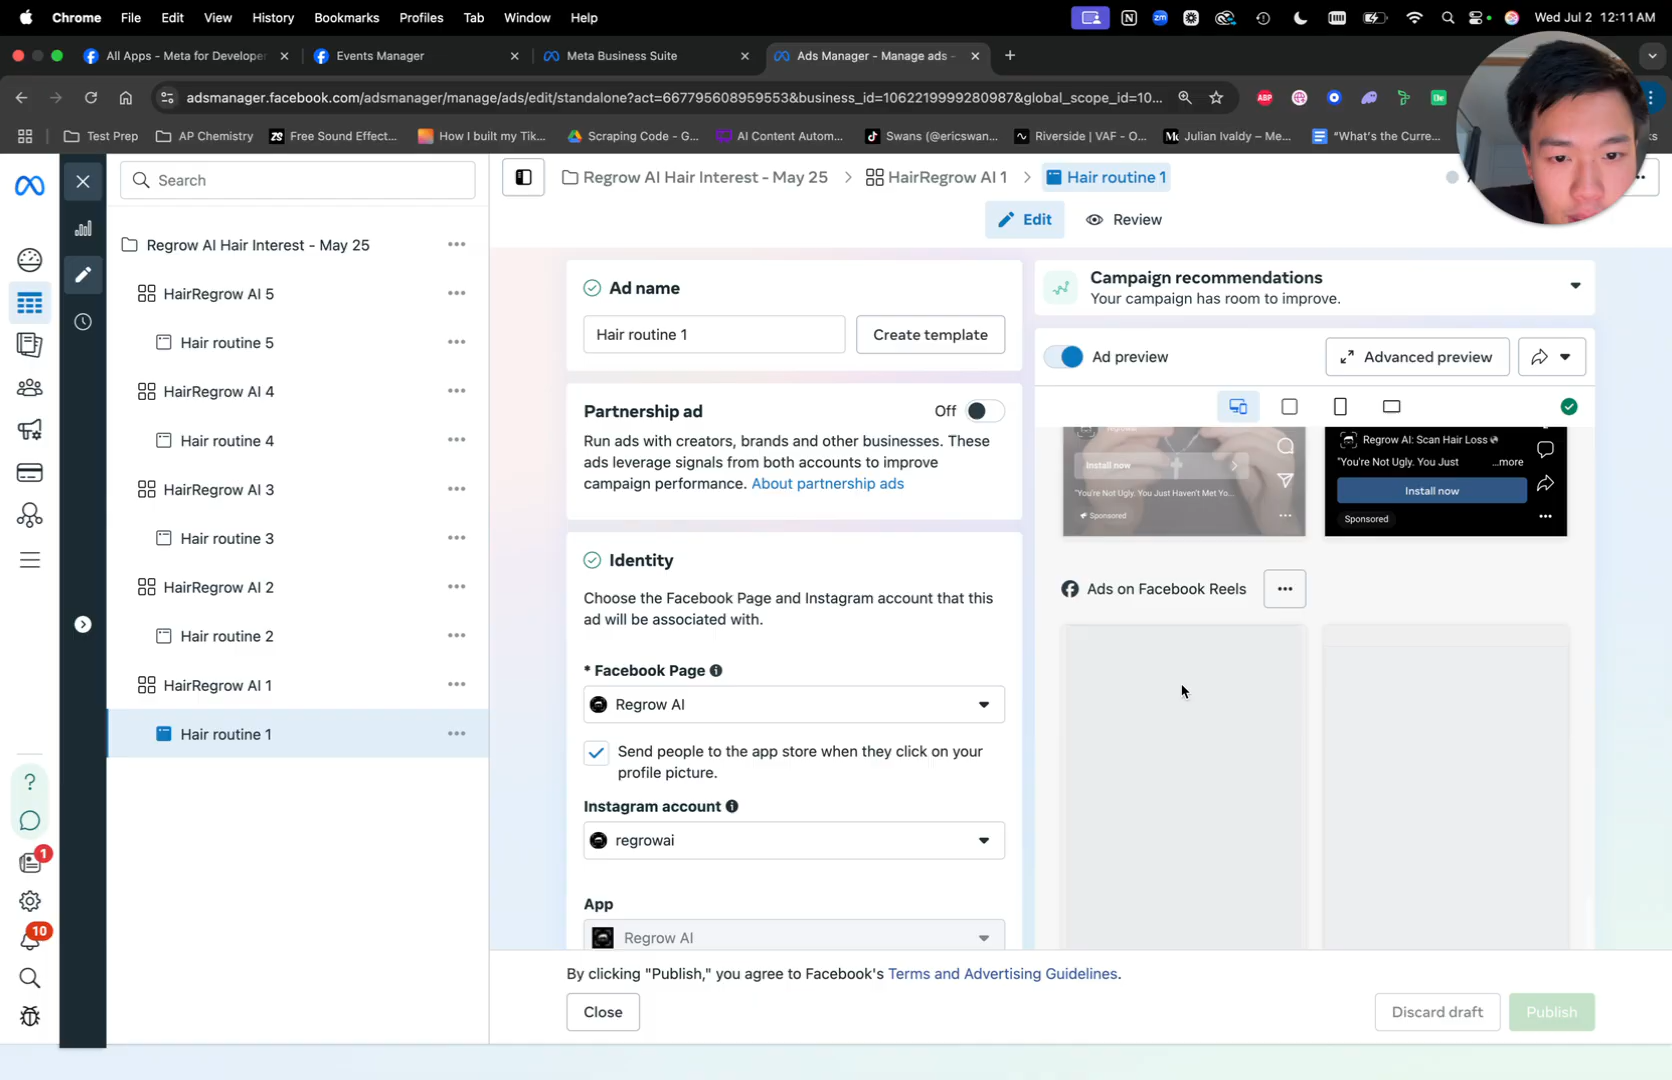 Chrome File Edit View History Bookmarks Profiles Tab Window Help
Wed Jul 2 12:11 AM
All Apps - Meta for Developer
Events Manager
Meta Business Suite
Ads Manager - Manage ads -
adsmanager.facebook.com/adsmanager/manage/ads/edit/standalone?act=667795608959553&business_id=1062219999280987&global_scope_id=10...
ABP
Test Prep
AP Chemistry
Free Sound Effect...
How I built my Tik...
Scraping Code - G...
AI Content Autom...
Swans (@ericswan...
Riverside | VAF - O...
Julian Ivaldy – Me...
"What's the Curre...
Search
Regrow AI Hair Interest - May 25
HairRegrow AI 1
Hair routine 1
Edit
Review
Regrow AI Hair Interest - May 25
HairRegrow AI 5
Hair routine 5
HairRegrow AI 4
Hair routine 4
HairRegrow AI 3
Hair routine 3
HairRegrow AI 2
Hair routine 2
HairRegrow AI 1
Hair routine 1
1
10
Ad name
Hair routine 1
Create template
Partnership ad
Off
Run ads with creators, brands and other businesses. These
ads leverage signals from both accounts to improve
campaign performance. About partnership ads
Identity
Choose the Facebook Page and Instagram account that this
ad will be associated with.
* Facebook Page
Regrow AI
Send people to the app store when they click on your
profile picture.
Instagram account
regrowai
App
Regrow AI
Campaign recommendations
Your campaign has room to improve.
Ad preview
Advanced preview
Install now
"You're Not Ugly. You Just Haven't Met Yo...
Sponsored
Regrow AI: Scan Hair Loss
"You're Not Ugly. You Just ...more
Install now
Sponsored
Ads on Facebook Reels
By clicking "Publish," you agree to Facebook's Terms and Advertising Guidelines.
Close
Discard draft
Publish